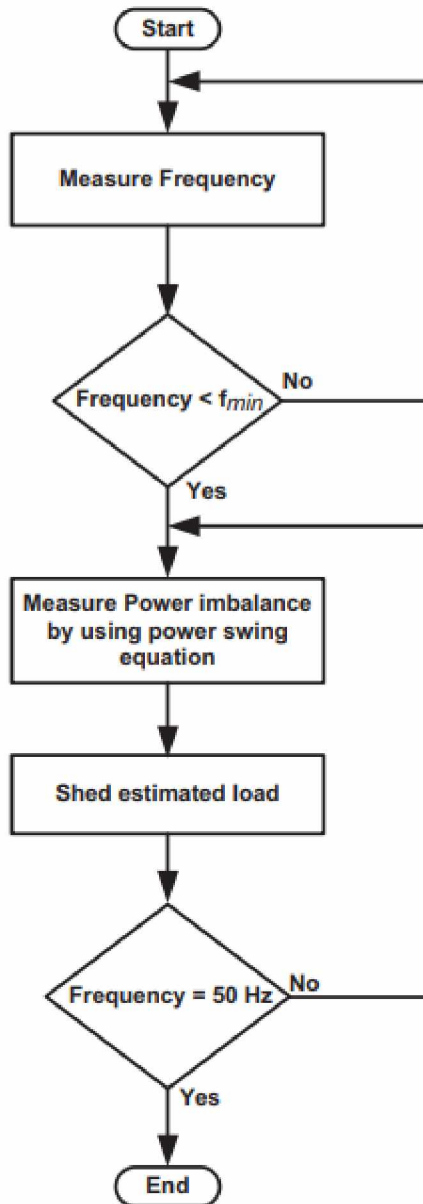 Start
Measure Frequency
Frequency < fmin
No
Yes
Measure Power imbalance
by using power swing
equation
Shed estimated load
Frequency = 50 Hz
No
Yes
End